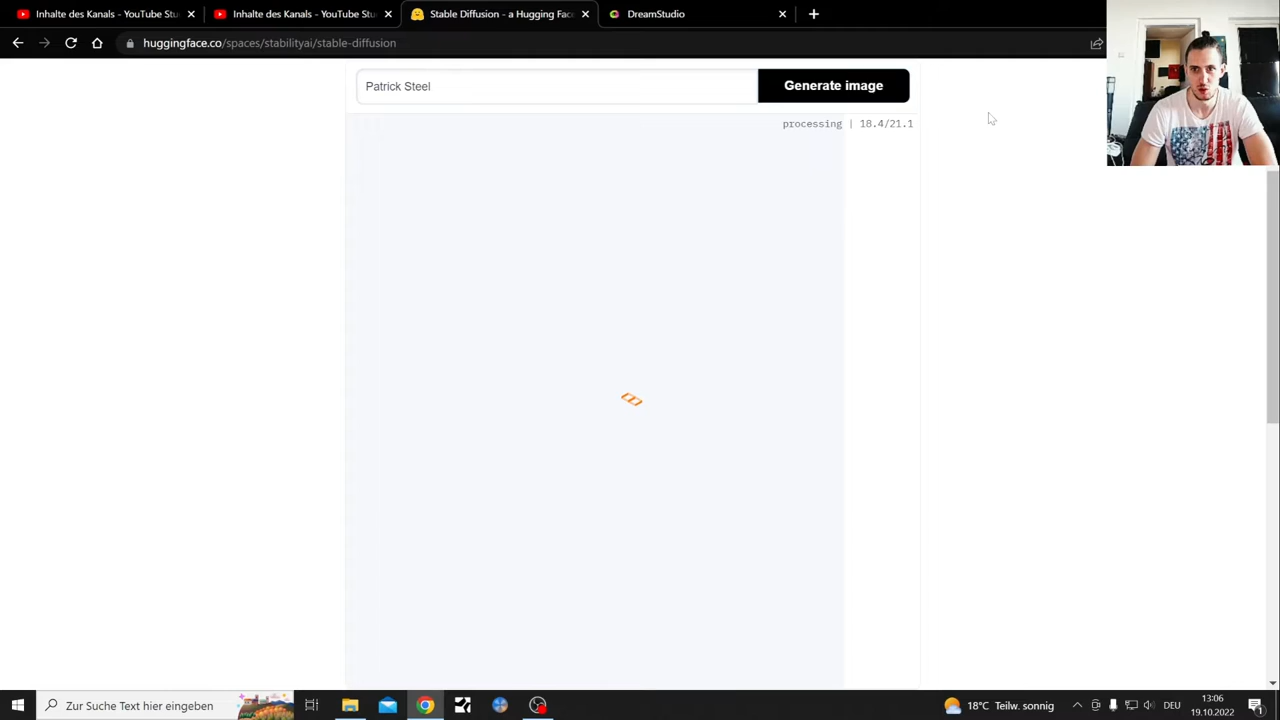 Inhalte des Kanals - YouTube Stu
Inhalte des Kanals - YouTube Stu
Stable Diffusion - a Hugging Fac
DreamStudio
huggingface.co/spaces/stabilityai/stable-diffusion
Patrick Steel
Generate image
processing | 18.4/21.1
Zur Suche Text hier eingeben
18°C Teilw. sonnig
DEU
13:06
19.10.2022
1